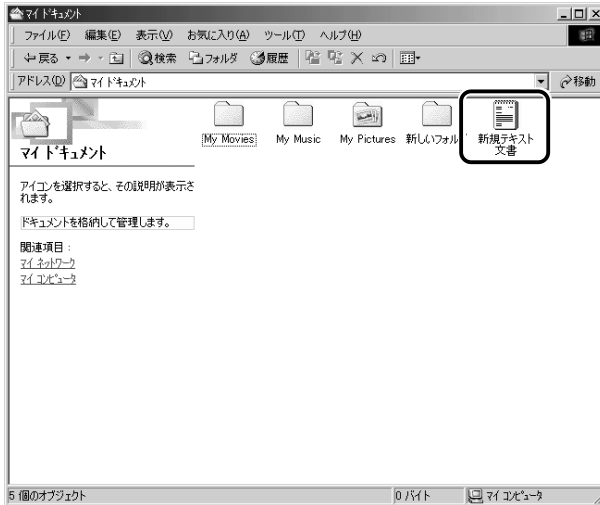 マイ ドキュメント
ファイル(F) 編集(E) 表示(V) お気に入り(A) ツール(T) ヘルプ(H)
戻る 検索 フォルダ 履歴
アドレス(D) マイ ドキュメント 移動
My Movies My Music My Pictures 新しいフォル 新規テキスト
文書
マイ ドキュメント
アイコンを選択すると、その説明が表示さ
れます。
ドキュメントを格納して管理します。
関連項目 :
マイ ネットワーク
マイ コンピュータ
5 個のオブジェクト 0 バイト マイ コンピュータ